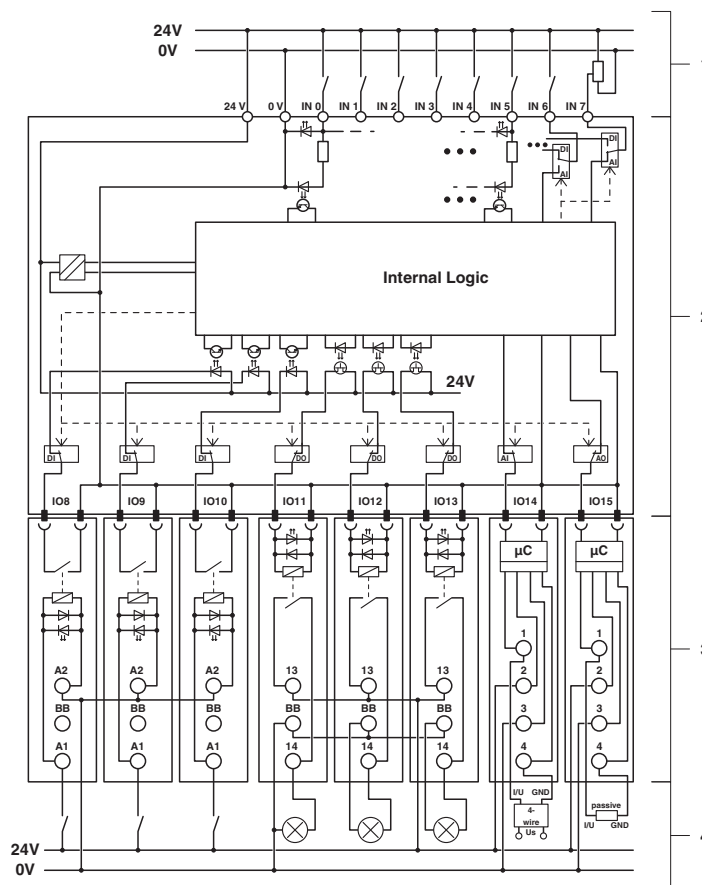 24V
0V
24 V 0 V IN 0 IN 1 IN 2 IN 3 IN 4 IN 5 IN 6 IN 7
DI
DI
AI
AI
Internal Logic
2
24V
DI DI DI DO DO DO AI AO
IO8 IO9 IO10 IO11 IO12 IO13 IO14 IO15
µC µC
1 1
3
A2 A2 A2 13 13 13 2 2
BB BB BB BB BB BB 3 3
A1 A1 A1 14 14 14 4 4
I/U GND
4-
wire
Us
passive
I/U GND
24V
0V